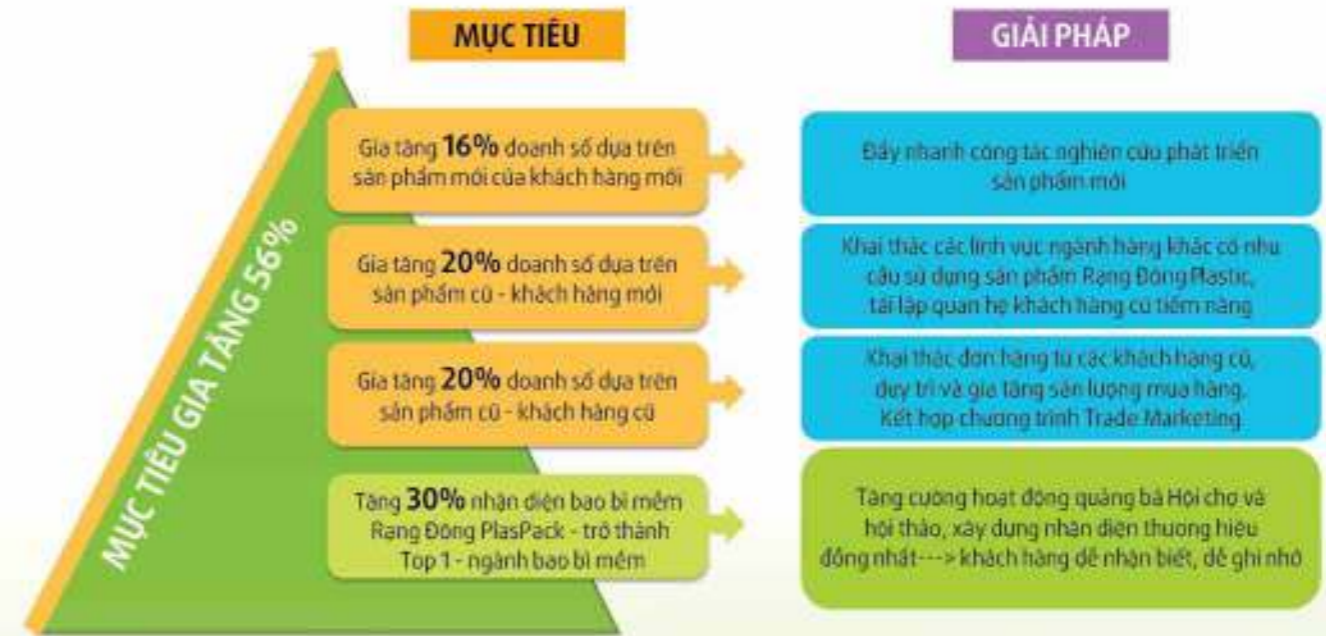 MỤC TIÊU
GIẢI PHÁP
MỤC TIÊU GIA TĂNG 56%
Gia tăng 16% doanh số dựa trên
sản phẩm mới của khách hàng mới
Đẩy nhanh công tác nghiên cứu phát triển
sản phẩm mới
Gia tăng 20% doanh số dựa trên
sản phẩm cũ - khách hàng mới
Khai thác các lĩnh vực ngành hàng khác có nhu
cầu sử dụng sản phẩm Rạng Đông Plastic,
tái lập quan hệ khách hàng cũ tiềm năng
Gia tăng 20% doanh số dựa trên
sản phẩm cũ - khách hàng cũ
Khai thác đơn hàng từ các khách hàng cũ,
duy trì và gia tăng sản lượng mua hàng.
Kết hợp chương trình Trade Marketing
Tăng 30% nhận diện bao bì mềm
Rạng Đông PlasPack - trở thành
Top 1 - ngành bao bì mềm
Tăng cường hoạt động quảng bá Hội chợ và
hội thảo, xây dựng nhận diện thương hiệu
đồng nhất---> khách hàng dễ nhận biết, dễ ghi nhớ